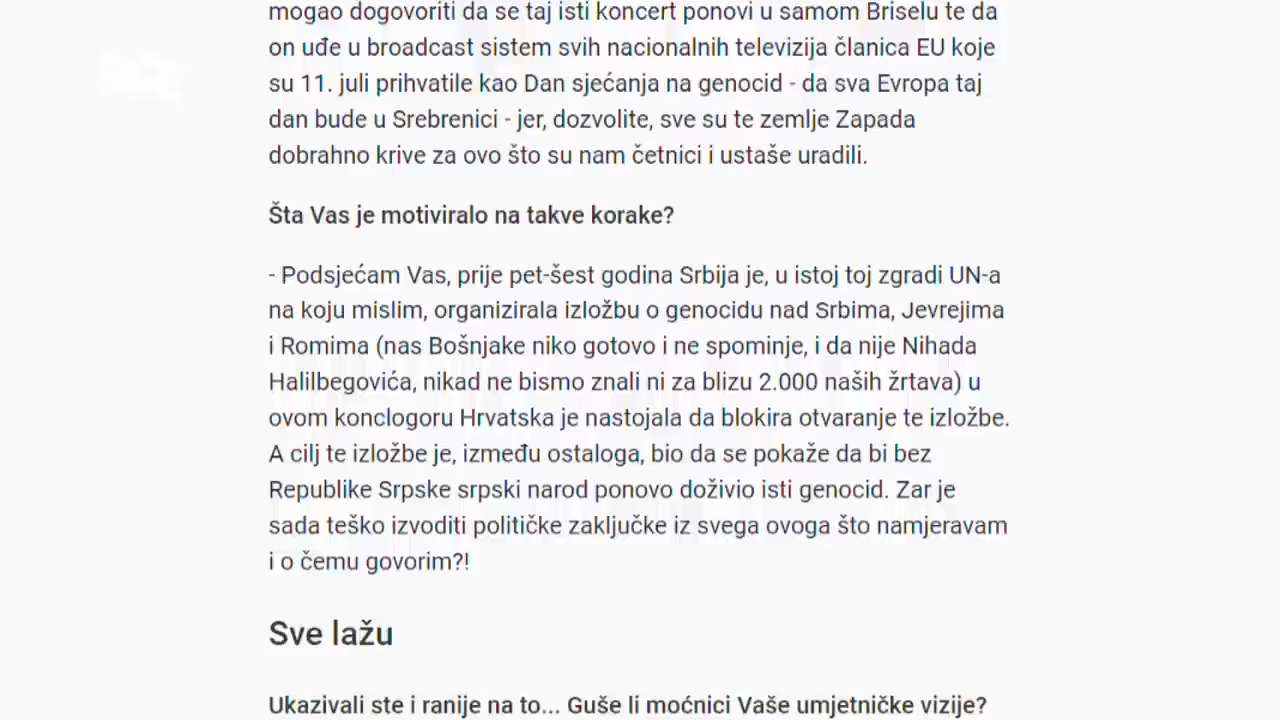 mogao dogovoriti da se taj isti koncert ponovi u samom Briselu te da
on uđe u broadcast sistem svih nacionalnih televizija članica EU koje
su 11. juli prihvatile kao Dan sjećanja na genocid - da sva Evropa taj
dan bude u Srebrenici - jer, dozvolite, sve su te zemlje Zapada
dobrahno krive za ovo što su nam četnici i ustaše uradili.
Šta Vas je motiviralo na takve korake?
- Podsjećam Vas, prije pet-šest godina Srbija je, u istoj toj zgradi UN-a
na koju mislim, organizirala izložbu o genocidu nad Srbima, Jevrejima
i Romima (nas Bošnjake niko gotovo i ne spominje, i da nije Nihada
Halilbegovića, nikad ne bismo znali ni za blizu 2.000 naših žrtava) u
ovom konclogoru Hrvatska je nastojala da blokira otvaranje te izložbe.
A cilj te izložbe je, između ostaloga, bio da se pokaže da bi bez
Republike Srpske srpski narod ponovo doživio isti genocid. Zar je
sada teško izvoditi političke zaključke iz svega ovoga što namjeravam
i o čemu govorim?!
Sve lažu
Ukazivali ste i ranije na to... Guše li moćnici Vaše umjetničke vizije?